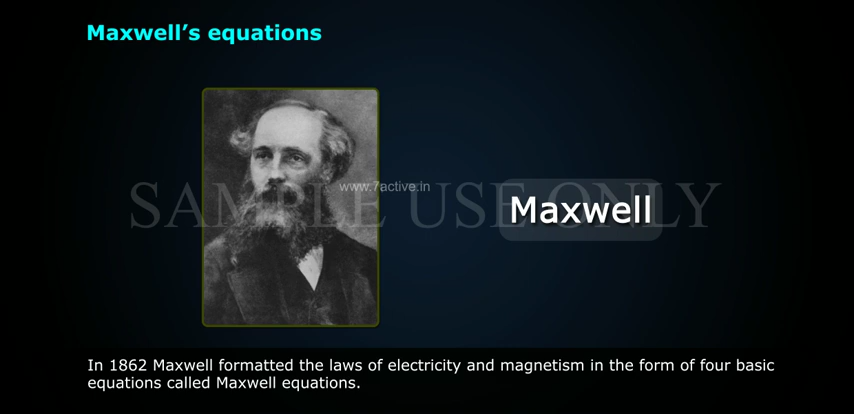 Maxwell’s equations
www.7active.in
SAMPLE USE ONLY
Maxwell
In 1862 Maxwell formatted the laws of electricity and magnetism in the form of four basic
equations called Maxwell equations.